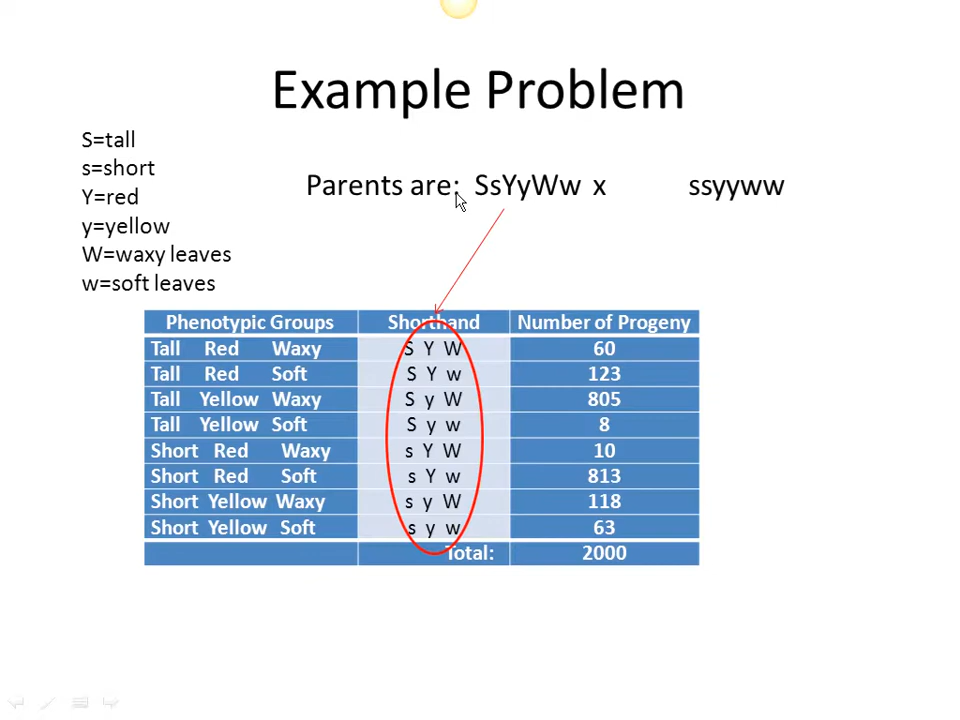 Example Problem
S=tall
s=short
Y=red
y=yellow
W=waxy leaves
w=soft leaves
Parents are: SsYyWw x ssyyww
Phenotypic Groups Shorthand Number of Progeny
Tall Red Waxy S Y W 60
Tall Red Soft S Y w 123
Tall Yellow Waxy S y W 805
Tall Yellow Soft S y w 8
Short Red Waxy s Y W 10
Short Red Soft s Y w 813
Short Yellow Waxy s y W 118
Short Yellow Soft s y w 63
Total: 2000